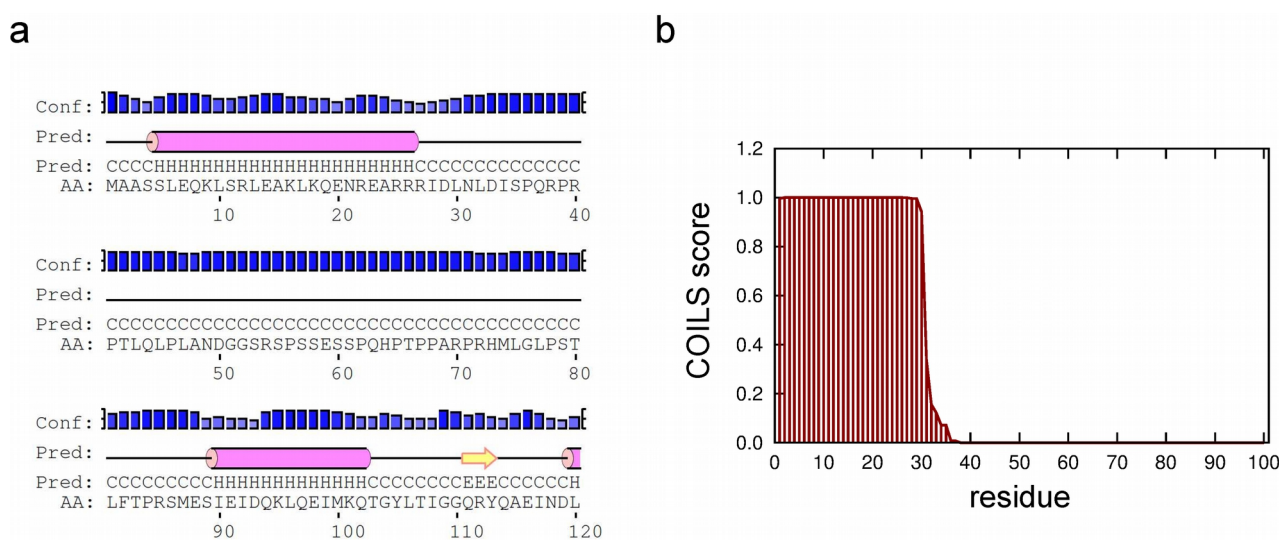 a
Conf:
Pred:
Pred: CCCCHHHHHHHHHHHHHHHHHHHHHHCCCCCCCCCCCCCC
AA: MAASSLEQKLSRLEAKLKQENREARRRIDLNLDISPQRPR
10 20 30 40
Conf:
Pred:
Pred: CCCCCCCCCCCCCCCCCCCCCCCCCCCCCCCCCCCCCCCC
AA: PTLQLPLANDGGSRSPSSESSPQHPTPPARPRHMLGLPST
50 60 70 80
Conf:
Pred:
Pred: CCCCCCCCCHHHHHHHHHHHHHCCCCCCCCEEECCCCCCH
AA: LFTPRSMESIEIDQKLQEIMKQTGYLTIGGQRYQAEINDL
90 100 110 120
b
COILS score
1.2
1.0
0.8
0.6
0.4
0.2
0.0
0 10 20 30 40 50 60 70 80 90 100
residue